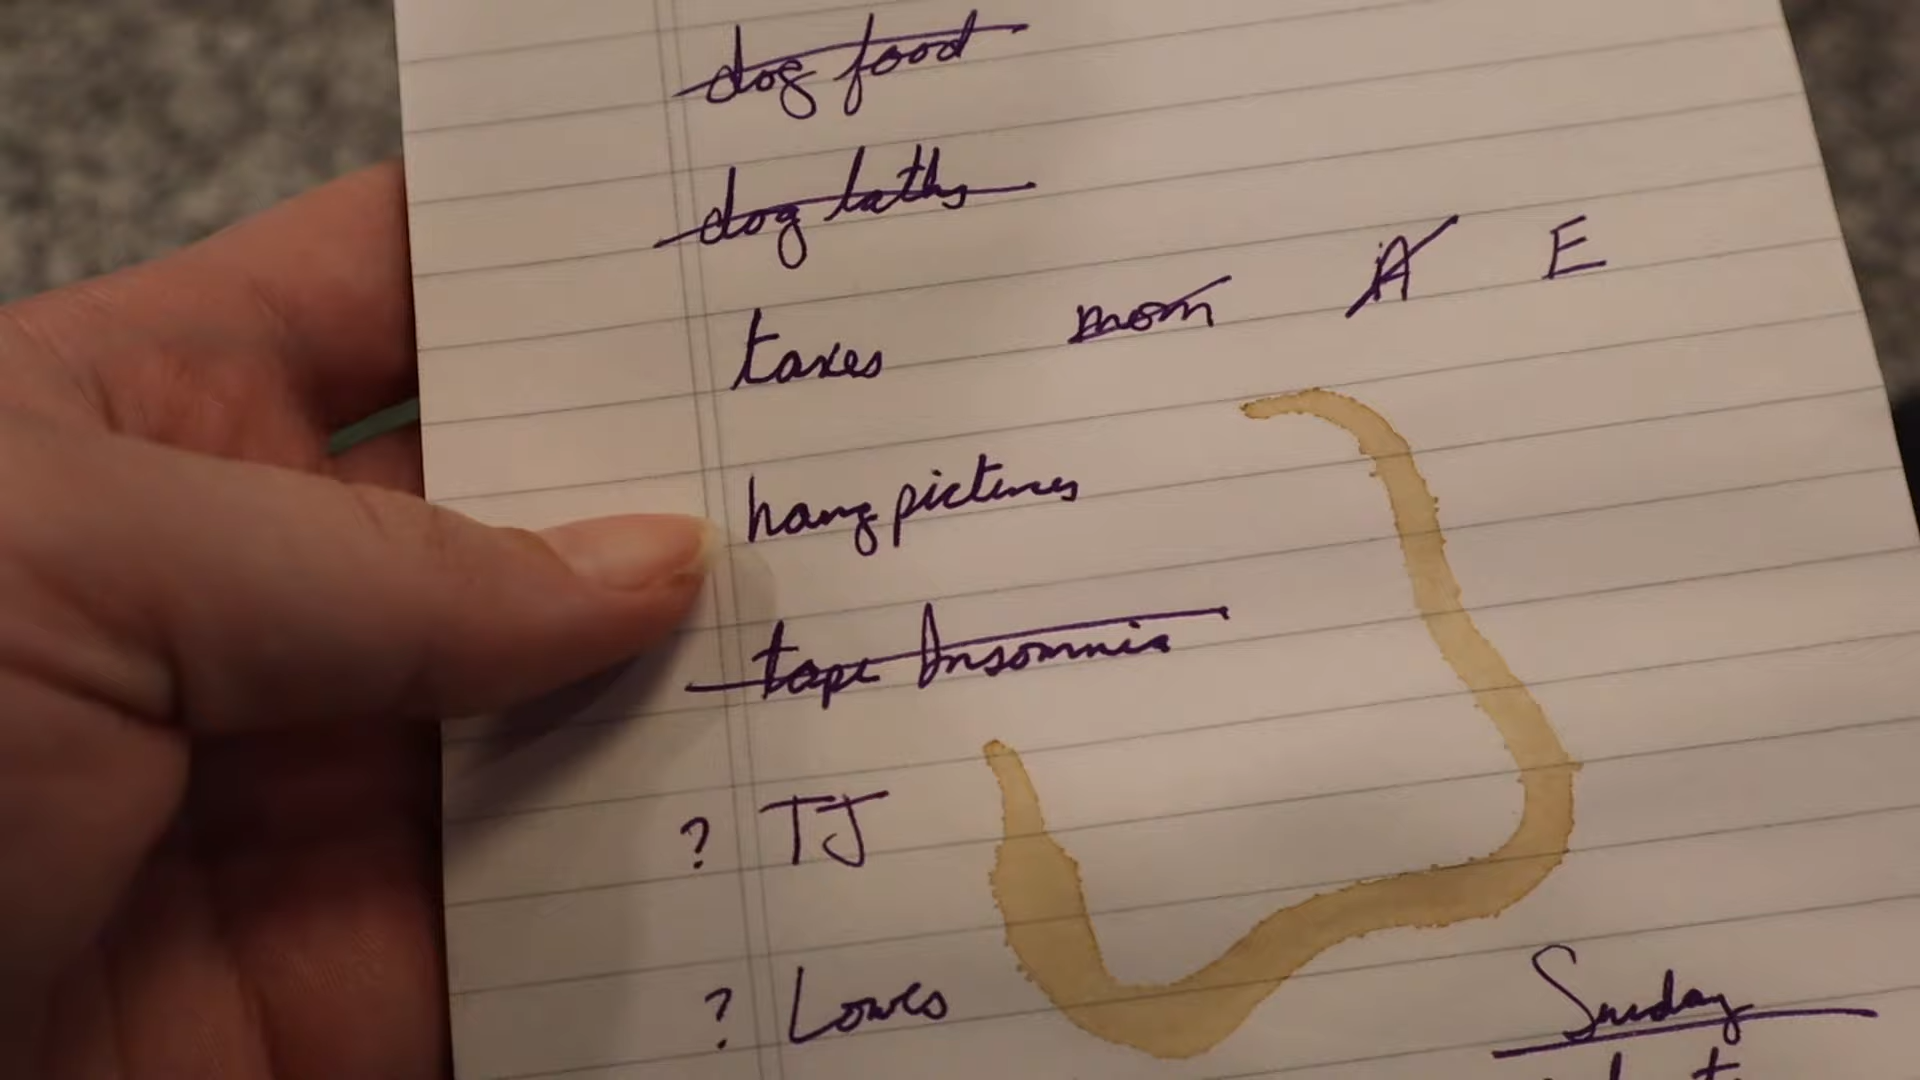 dog food
dog baths
taxes mom A E
hang pictures
tape Insomnia
? TJ
? Lowes
Sunday